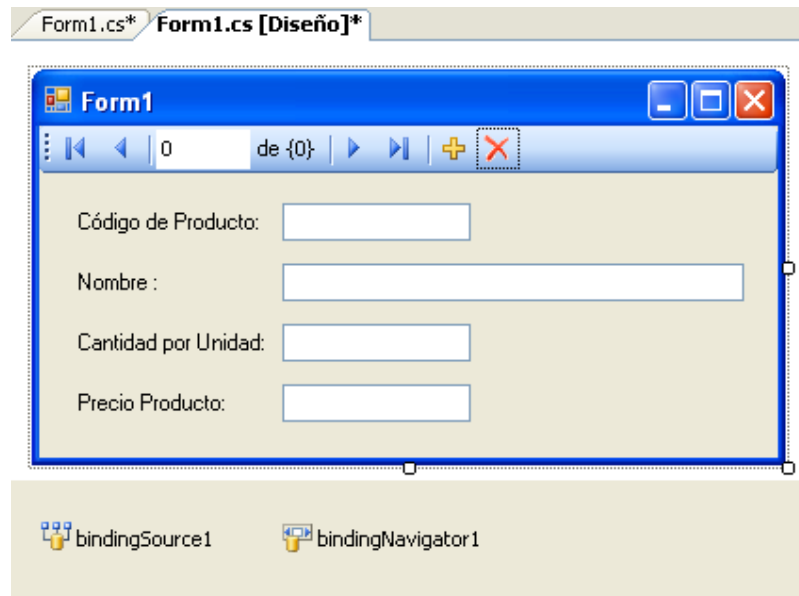 Form1.cs* Form1.cs [Diseño]*
Form1
0 de {0}
Código de Producto:
Nombre :
Cantidad por Unidad:
Precio Producto:
bindingSource1 bindingNavigator1